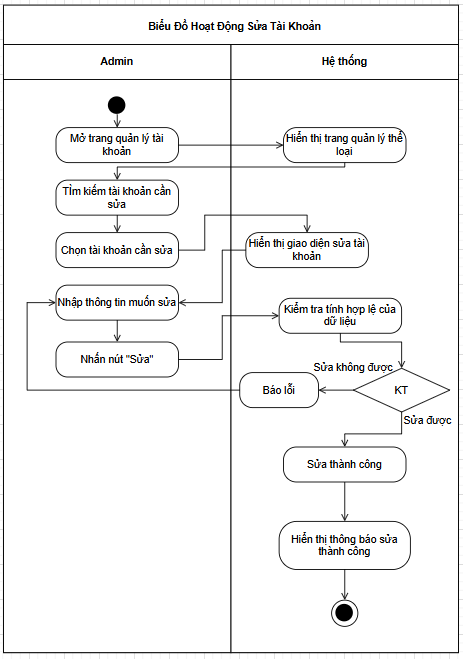 Biểu Đồ Hoạt Động Sửa Tài Khoản
Admin
Hệ thống
Mở trang quản lý tài
khoản
Hiển thị trang quản lý thể
loại
Tìm kiếm tài khoản cần
sửa
Chọn tài khoản cần sửa
Hiển thị giao diện sửa tài
khoản
Nhập thông tin muốn sửa
Kiểm tra tính hợp lệ của
dữ liệu
Nhấn nút "Sửa"
Sửa không được
Báo lỗi
KT
Sửa được
Sửa thành công
Hiển thị thông báo sửa
thành công